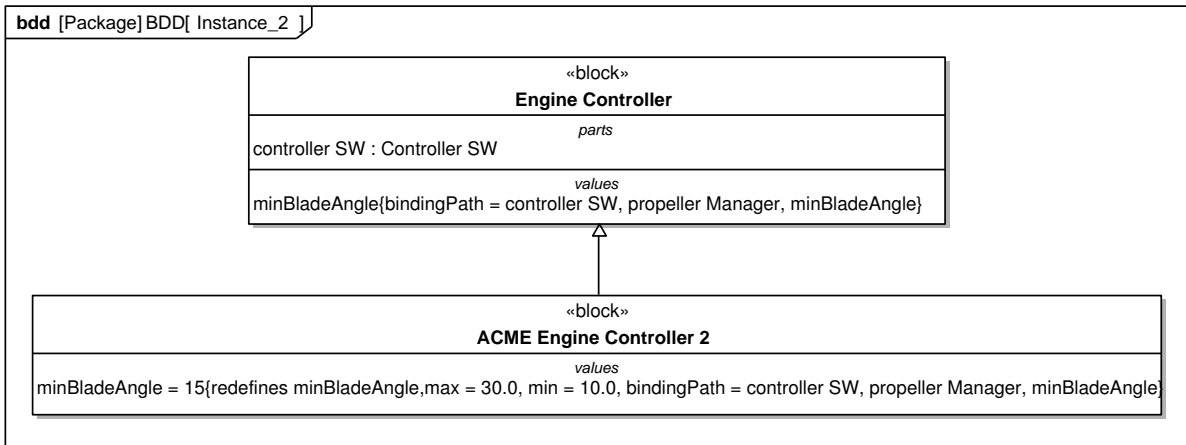 bdd [Package] BDD[ Instance_2 ]
«block»
Engine Controller
parts
controller SW : Controller SW
values
minBladeAngle{bindingPath = controller SW, propeller Manager, minBladeAngle}
«block»
ACME Engine Controller 2
values
minBladeAngle = 15{redefines minBladeAngle,max = 30.0, min = 10.0, bindingPath = controller SW, propeller Manager, minBladeAngle}